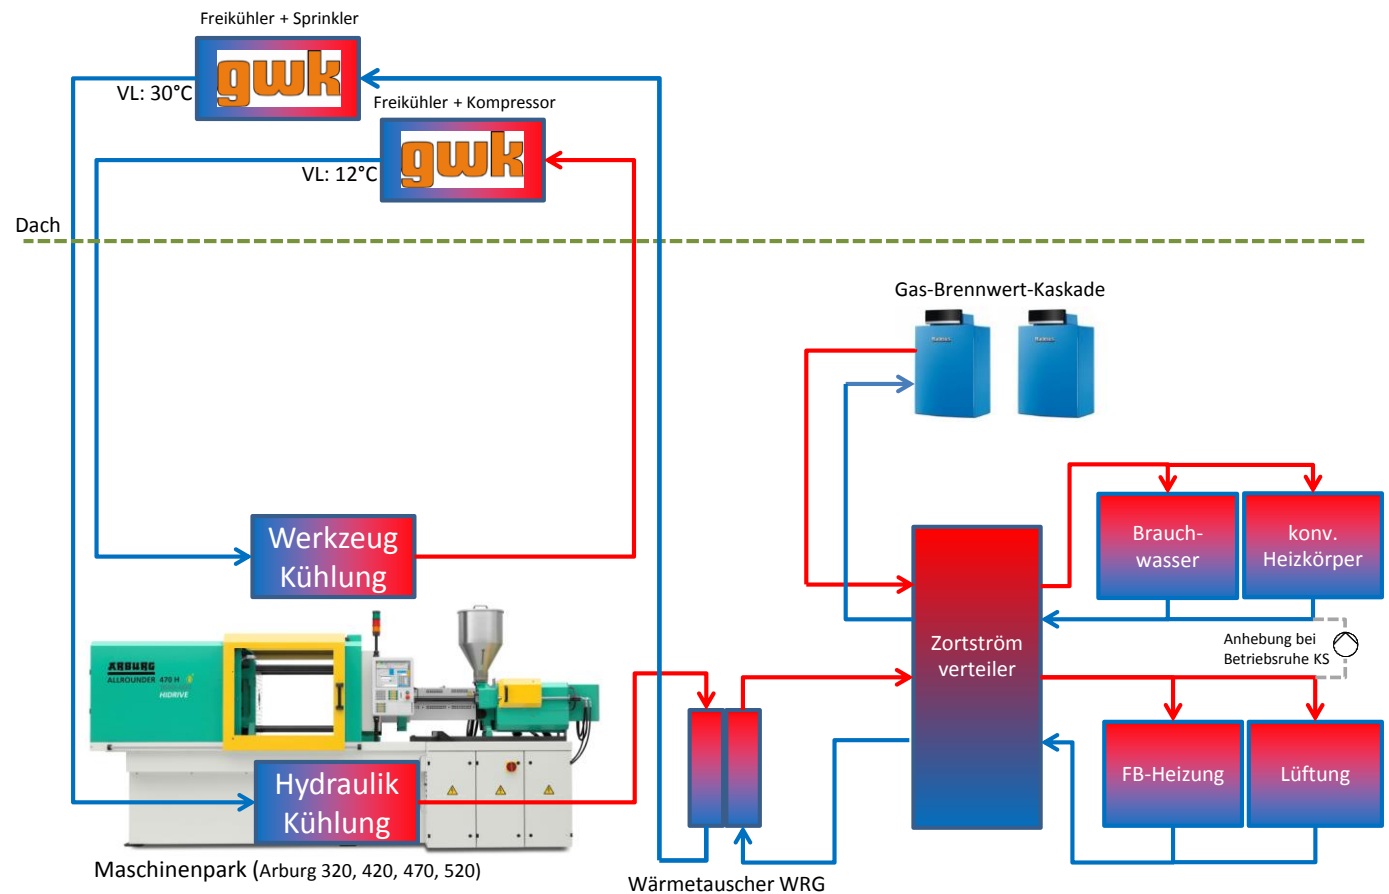 Freikühler + Sprinkler
gwk
VL: 30°C
Freikühler + Kompressor
gwk
VL: 12°C
Dach
Gas-Brennwert-Kaskade
Werkzeug
Kühlung
Brauch-
wasser
konv.
Heizkörper
Zortström
verteiler
Anhebung bei
Betriebsruhe KS
ARBURG
ALLROUNDER 470 H
HIDRIVE
FB-Heizung
Lüftung
Hydraulik
Kühlung
Maschinenpark (Arburg 320, 420, 470, 520)
Wärmetauscher WRG